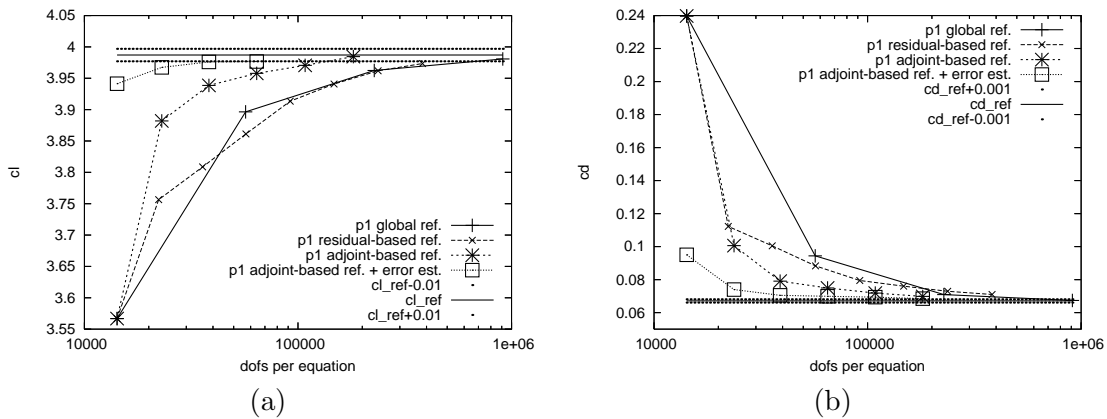 4
3.95
3.9
3.85
3.8
3.75
3.7
3.65
3.6
3.55
cl
10000
100000
1e+06
dofs per equation
p1 global ref.
p1 residual-based ref.
p1 adjoint-based ref.
p1 adjoint-based ref. + error est.
cl_ref-0.01
cl_ref
cl_ref+0.01
(a)
0.24
0.22
0.2
0.18
0.16
0.14
0.12
0.1
0.08
0.06
cd
10000
100000
1e+06
dofs per equation
p1 global ref.
p1 residual-based ref.
p1 adjoint-based ref.
p1 adjoint-based ref. + error est.
cd_ref+0.001
cd_ref
cd_ref-0.001
(b)